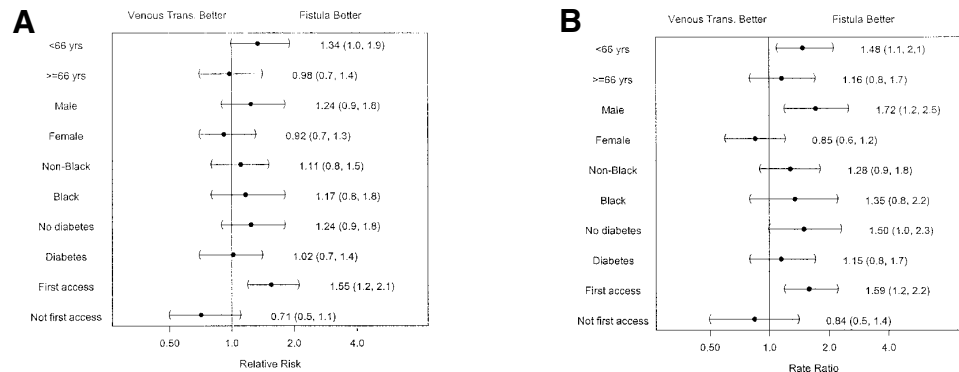 A
Venous Trans. Better Fistula Better
<66 yrs 1.34 (1.0, 1.9)
>=66 yrs 0.98 (0.7, 1.4)
Male 1.24 (0.9, 1.8)
Female 0.92 (0.7, 1.3)
Non-Black 1.11 (0.8, 1.5)
Black 1.17 (0.8, 1.8)
No diabetes 1.24 (0.9, 1.8)
Diabetes 1.02 (0.7, 1.4)
First access 1.55 (1.2, 2.1)
Not first access 0.71 (0.5, 1.1)
0.50 1.0 2.0 4.0
Relative Risk
B
Venous Trans. Better Fistula Better
<66 yrs 1.48 (1.1, 2.1)
>=66 yrs 1.16 (0.8, 1.7)
Male 1.72 (1.2, 2.5)
Female 0.85 (0.6, 1.2)
Non-Black 1.28 (0.9, 1.8)
Black 1.35 (0.8, 2.2)
No diabetes 1.50 (1.0, 2.3)
Diabetes 1.15 (0.8, 1.7)
First access 1.59 (1.2, 2.2)
Not first access 0.84 (0.5, 1.4)
0.50 1.0 2.0 4.0
Rate Ratio